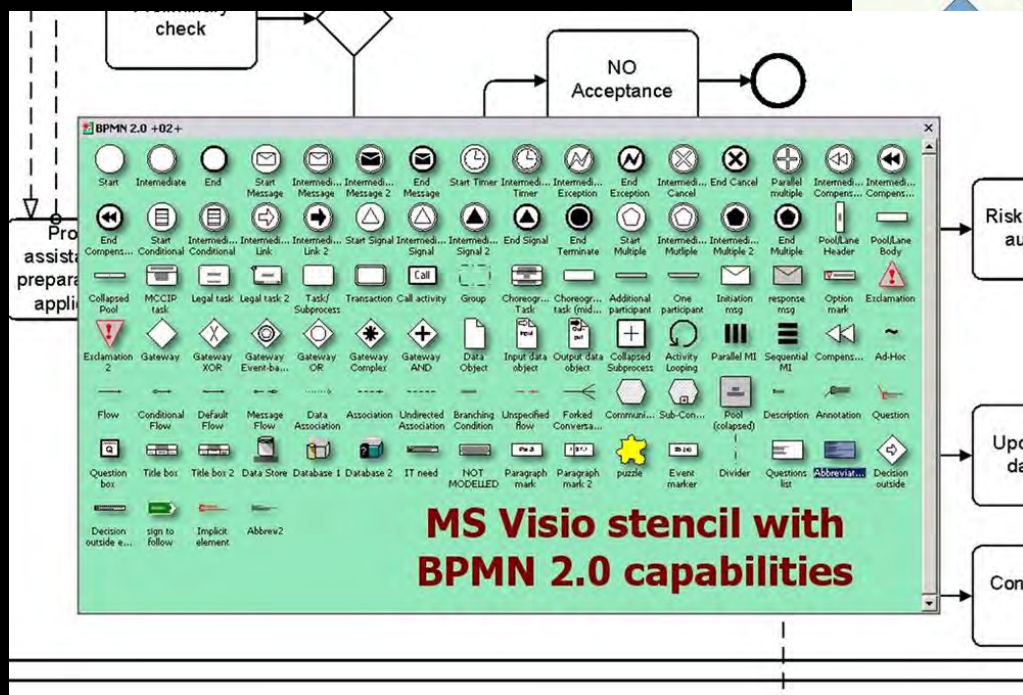 Preliminary
check
NO
Acceptance
BPMN 2.0 +02+
Start Intermediate End Start Message Intermedi... Message Intermedi... Message 2 End Message Start Timer Intermedi... Timer Intermedi... Exception End Exception Intermedi... Cancel End Cancel Parallel multiple Intermedi... Compens... Intermedi... Compens...
End Compens... Start Conditional Intermedi... Conditional Intermedi... Link Intermedi... Link 2 Start Signal Intermedi... Signal Intermedi... Signal 2 End Signal End Terminate Start Multiple Intermedi... Mutliple Intermedi... Multiple 2 End Multiple Pool/Lane Header Pool/Lane Body
Call
Collapsed Pool MCCIP task Legal task Legal task 2 Task/ Subprocess Transaction Call activity Group Choreogr... Task Choreogr... task (mid... Additional participant One participant Initiation msg response msg Option mark Exclamation
Exclamation 2 Gateway Gateway XOR Gateway Event-ba... Gateway OR Gateway Complex Gateway AND Data Object Input data object Output data object Collapsed Subprocess Activity Looping Parallel MI Sequential MI Compens... Ad-Hoc
Flow Conditional Flow Default Flow Message Flow Data Association Association Undirected Association Branching Condition Unspecified flow Forked Conversa... Communi... Sub-Con... Pool (colapsed) Description Annotation Question
Q
Question box Title box Title box 2 Data Store Database 1 Database 2 IT need NOT MODELLED Paragraph mark Paragraph mark 2 puzzle Event marker Divider Questions list Abbreviat... Decision outside
Decision outside e... sign to follow Implicit element Abbrev2
MS Visio stencil with
BPMN 2.0 capabilities
Pro
assista
prepara
appli
Risk
au
Upd
da
Con